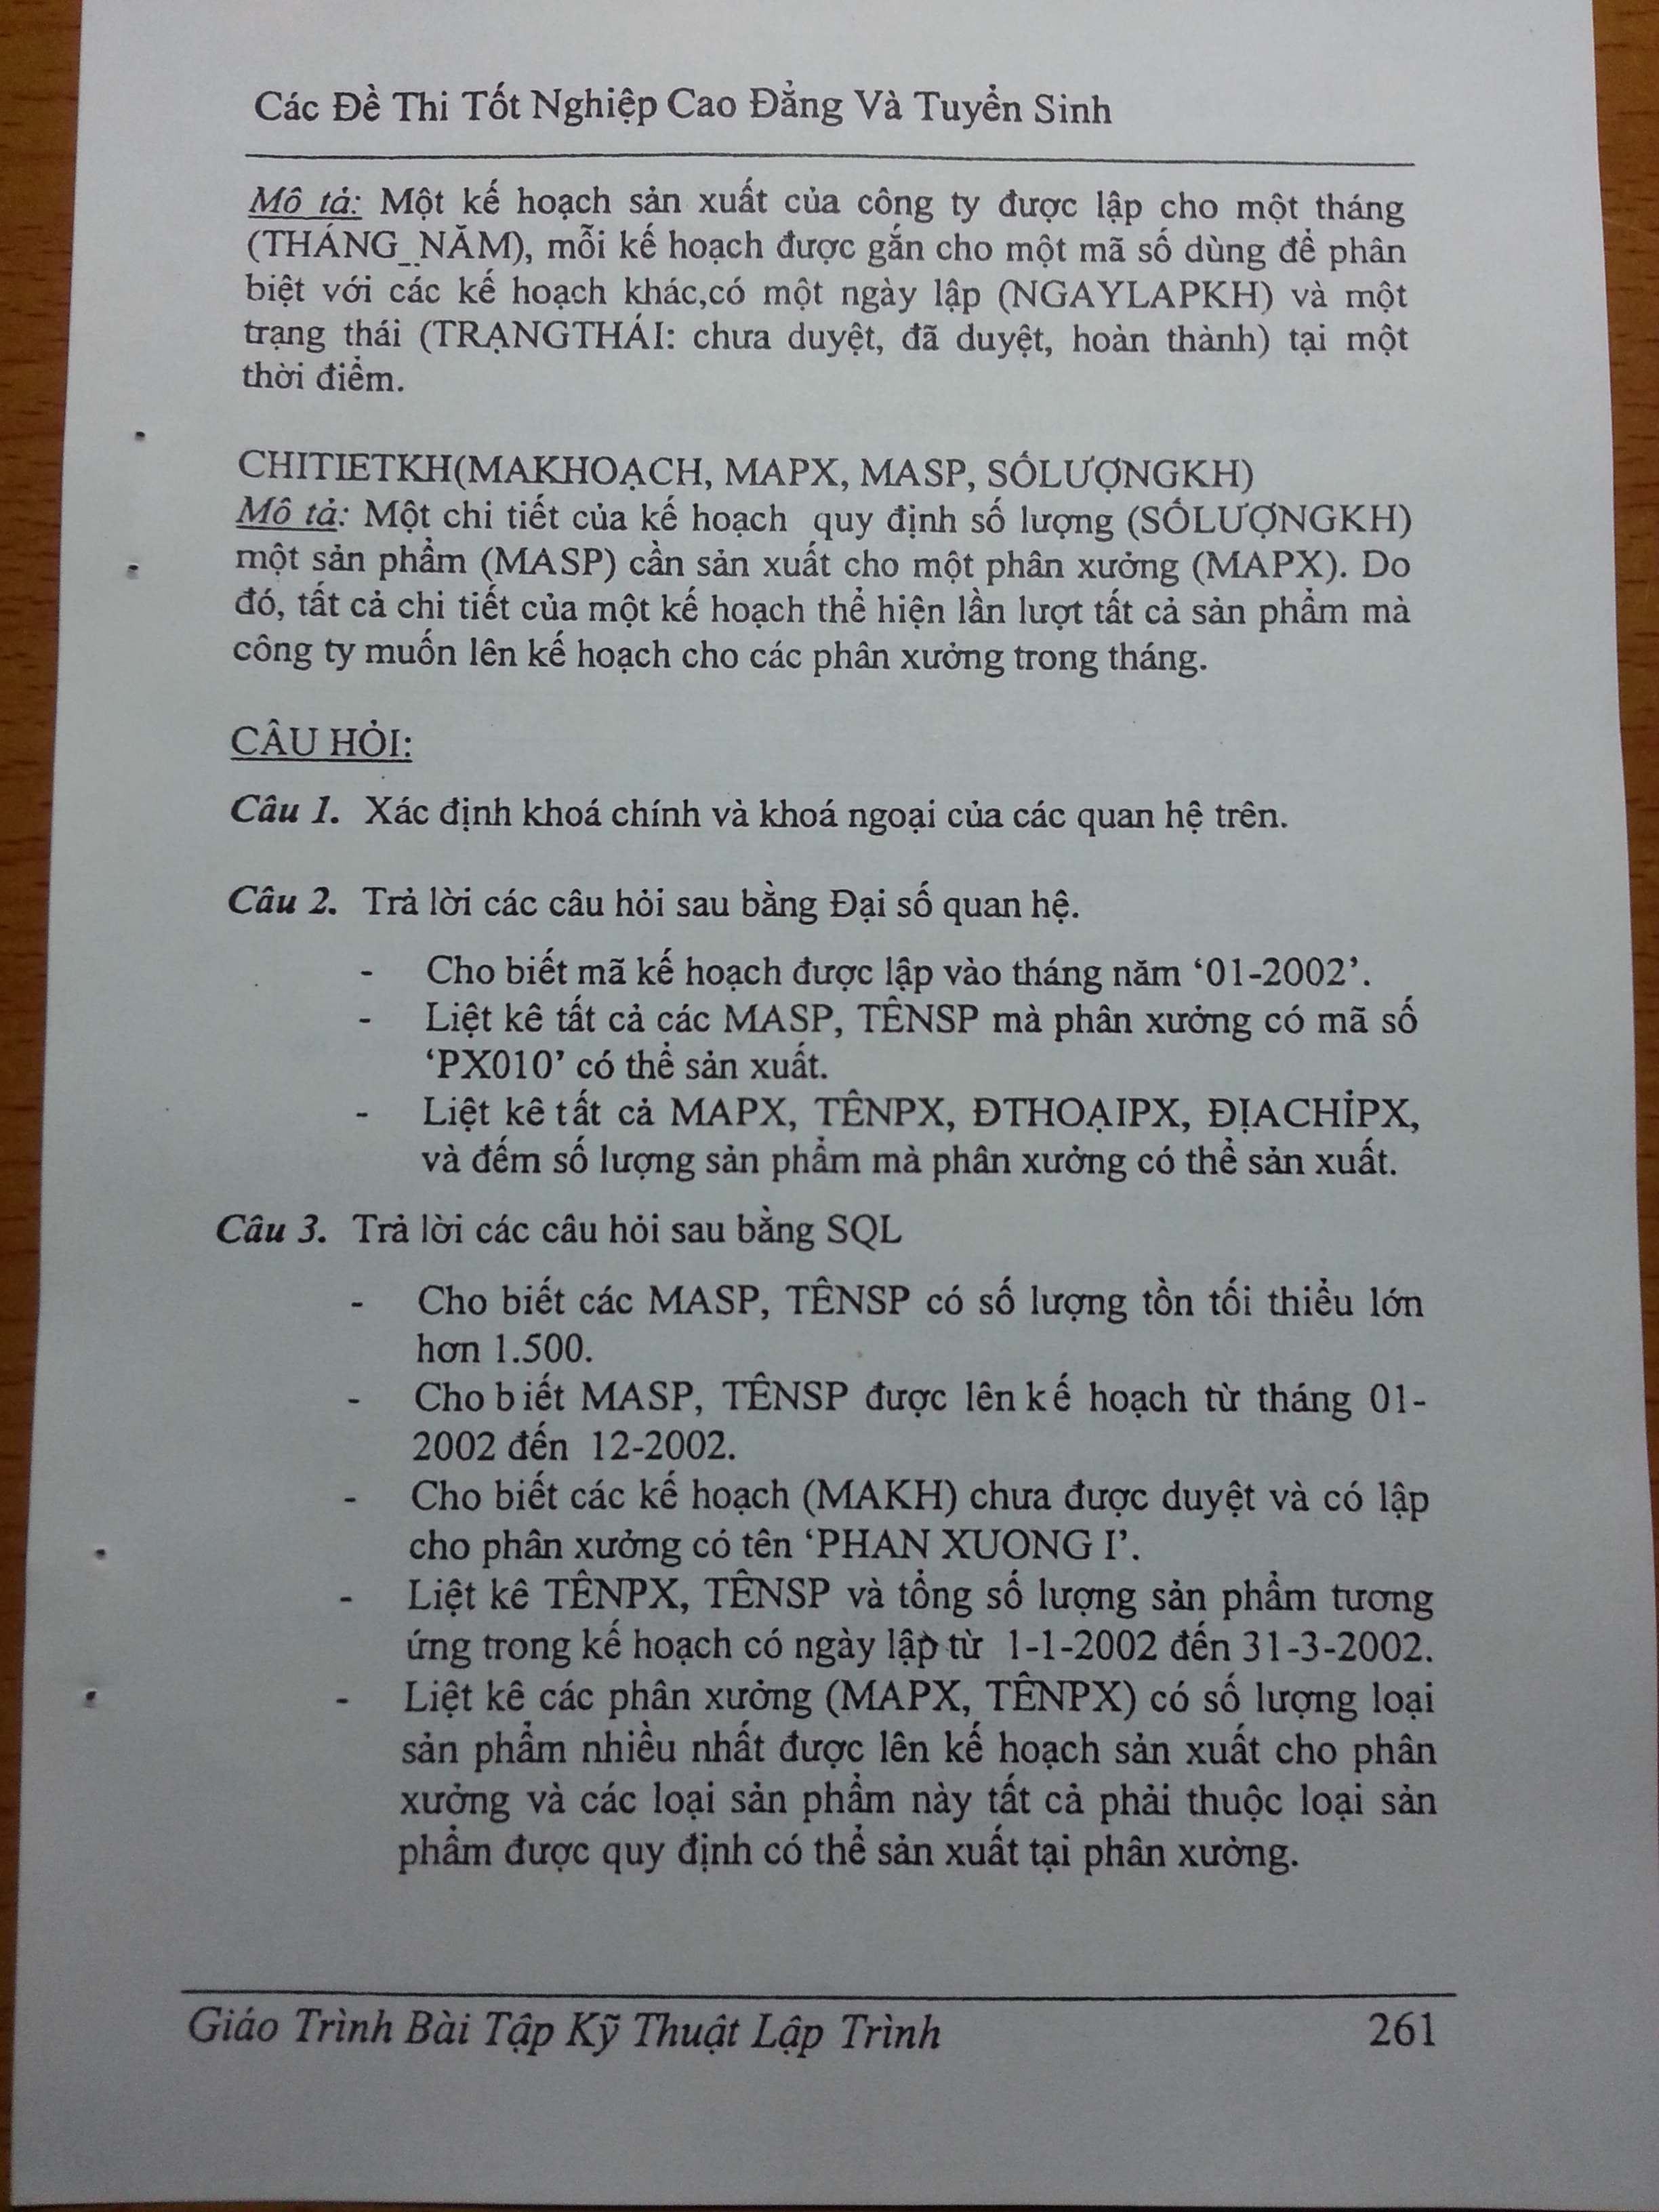 Các Đề Thi Tốt Nghiệp Cao Đẳng Và Tuyển Sinh
Mô tả: Một kế hoạch sản xuất của công ty được lập cho một tháng
(THÁNG_NĂM), mỗi kế hoạch được gắn cho một mã số dùng để phân
biệt với các kế hoạch khác,có một ngày lập (NGAYLAPKH) và một
trạng thái (TRẠNGTHÁI: chưa duyệt, đã duyệt, hoàn thành) tại một
thời điểm.
CHITIETKH(MAKHOẠCH, MAPX, MASP, SỐLƯỢNGKH)
Mô tả: Một chi tiết của kế hoạch quy định số lượng (SỐLƯỢNGKH)
một sản phẩm (MASP) cần sản xuất cho một phân xưởng (MAPX). Do
đó, tất cả chi tiết của một kế hoạch thể hiện lần lượt tất cả sản phẩm mà
công ty muốn lên kế hoạch cho các phân xưởng trong tháng.
CÂU HỎI:
Câu 1. Xác định khoá chính và khoá ngoại của các quan hệ trên.
Câu 2. Trả lời các câu hỏi sau bằng Đại số quan hệ.
- Cho biết mã kế hoạch được lập vào tháng năm ‘01-2002’.
- Liệt kê tất cả các MASP, TÊNSP mà phân xưởng có mã số
‘PX010’ có thể sản xuất.
- Liệt kê tất cả MAPX, TÊNPX, ĐTHOẠIPX, ĐỊACHỈPX,
và đếm số lượng sản phẩm mà phân xưởng có thể sản xuất.
Câu 3. Trả lời các câu hỏi sau bằng SQL
- Cho biết các MASP, TÊNSP có số lượng tồn tối thiểu lớn
hơn 1.500.
- Cho biết MASP, TÊNSP được lên kế hoạch từ tháng 01-
2002 đến 12-2002.
- Cho biết các kế hoạch (MAKH) chưa được duyệt và có lập
cho phân xưởng có tên ‘PHAN XUONG I’.
- Liệt kê TÊNPX, TÊNSP và tổng số lượng sản phẩm tương
ứng trong kế hoạch có ngày lập từ 1-1-2002 đến 31-3-2002.
- Liệt kê các phân xưởng (MAPX, TÊNPX) có số lượng loại
sản phẩm nhiều nhất được lên kế hoạch sản xuất cho phân
xưởng và các loại sản phẩm này tất cả phải thuộc loại sản
phẩm được quy định có thể sản xuất tại phân xưởng.
Giáo Trình Bài Tập Kỹ Thuật Lập Trình 261